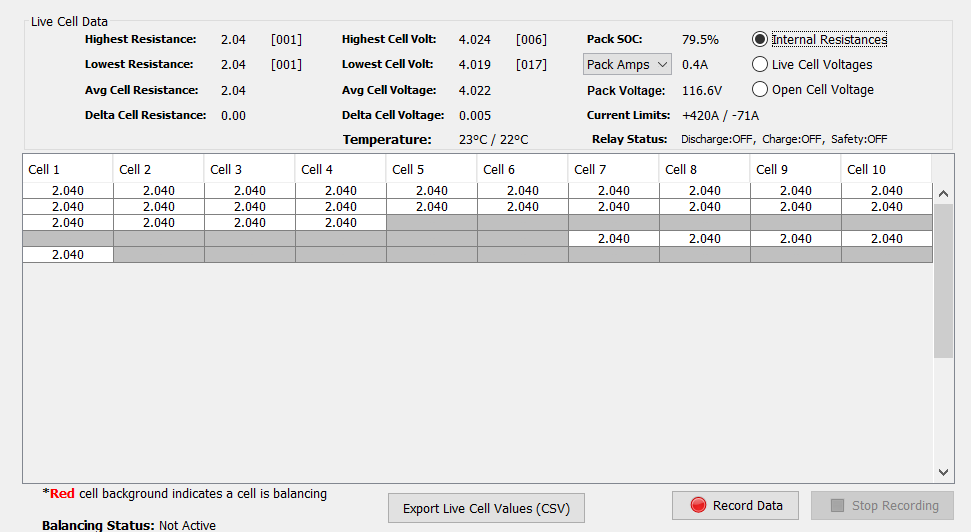 Live Cell Data
Highest Resistance: 2.04 [001] Highest Cell Volt: 4.024 [006] Pack SOC: 79.5% Internal Resistances
Lowest Resistance: 2.04 [001] Lowest Cell Volt: 4.019 [017] Pack Amps 0.4A Live Cell Voltages
Avg Cell Resistance: 2.04 Avg Cell Voltage: 4.022 Pack Voltage: 116.6V Open Cell Voltage
Delta Cell Resistance: 0.00 Delta Cell Voltage: 0.005 Current Limits: +420A / -71A
Temperature: 23ºC / 22ºC Relay Status: Discharge:OFF, Charge:OFF, Safety:OFF
Cell 1 Cell 2 Cell 3 Cell 4 Cell 5 Cell 6 Cell 7 Cell 8 Cell 9 Cell 10
2.040 2.040 2.040 2.040 2.040 2.040 2.040 2.040 2.040 2.040
2.040 2.040 2.040 2.040 2.040 2.040 2.040 2.040 2.040 2.040
2.040 2.040 2.040 2.040
2.040 2.040 2.040 2.040
2.040
*Red cell background indicates a cell is balancing
Export Live Cell Values (CSV) Record Data Stop Recording
Balancing Status: Not Active